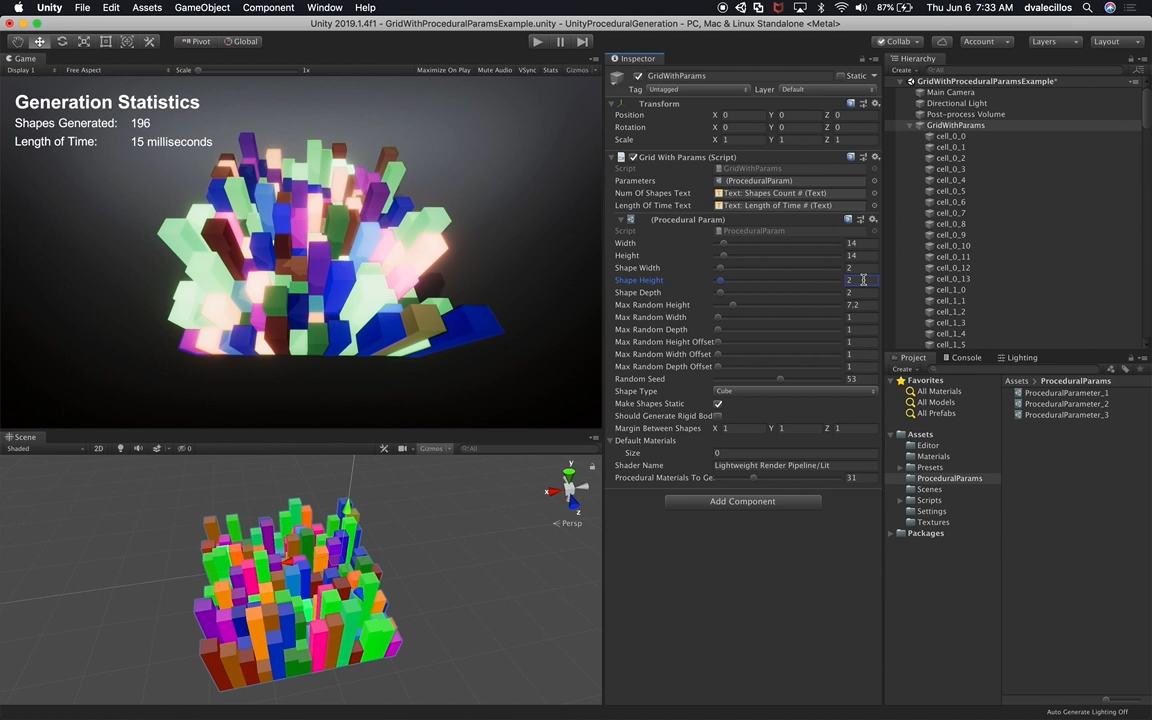 Unity File Edit Assets GameObject Component Window Help 87% Thu Jun 6 7:33 AM dvalecillos
Unity 2019.1.4f1 - GridWithProceduralParamsExample.unity - UnityProceduralGeneration - PC, Mac & Linux Standalone <Metal>
Pivot Global Collab Account Layers Layout
Game
Display 1 Free Aspect Scale 1x Maximize On Play Mute Audio VSync Stats Gizmos
Generation Statistics
Shapes Generated: 196
Length of Time: 15 milliseconds
Scene
Shaded 2D 0 Gizmos All
y
x
z
Persp
Inspector
GridWithParams Static
Tag Untagged Layer Default
Transform
Position X 0 Y 0 Z 0
Rotation X 0 Y 0 Z 0
Scale X 1 Y 1 Z 1
Grid With Params (Script)
Script GridWithParams
Parameters (ProceduralParam)
Num Of Shapes Text Text: Shapes Count # (Text)
Length Of Time Text Text: Length of Time # (Text)
(Procedural Param)
Script ProceduralParam
Width 14
Height 14
Shape Width 2
Shape Height 2
Shape Depth 2
Max Random Height 7.2
Max Random Width 1
Max Random Depth 1
Max Random Height Offset 1
Max Random Width Offset 1
Max Random Depth Offset 1
Random Seed 53
Shape Type Cube
Make Shapes Static
Should Generate Rigid Bod
Margin Between Shapes X 1 Y 1 Z 1
Default Materials
Size 0
Shader Name Lightweight Render Pipeline/Lit
Procedural Materials To Ge 31
Add Component
Hierarchy
Create All
GridWithProceduralParamsExample*
Main Camera
Directional Light
Post-process Volume
GridWithParams
cell_0_0
cell_0_1
cell_0_2
cell_0_3
cell_0_4
cell_0_5
cell_0_6
cell_0_7
cell_0_8
cell_0_9
cell_0_10
cell_0_11
cell_0_12
cell_0_13
cell_1_0
cell_1_1
cell_1_2
cell_1_3
cell_1_4
cell_1_5
Project Console Lighting
Create
Favorites
All Materials
All Models
All Prefabs
Assets
Editor
Materials
Presets
ProceduralParams
Scenes
Scripts
Settings
Textures
Packages
Assets ProceduralParams
ProceduralParameter_1
ProceduralParameter_2
ProceduralParameter_3
Auto Generate Lighting Off